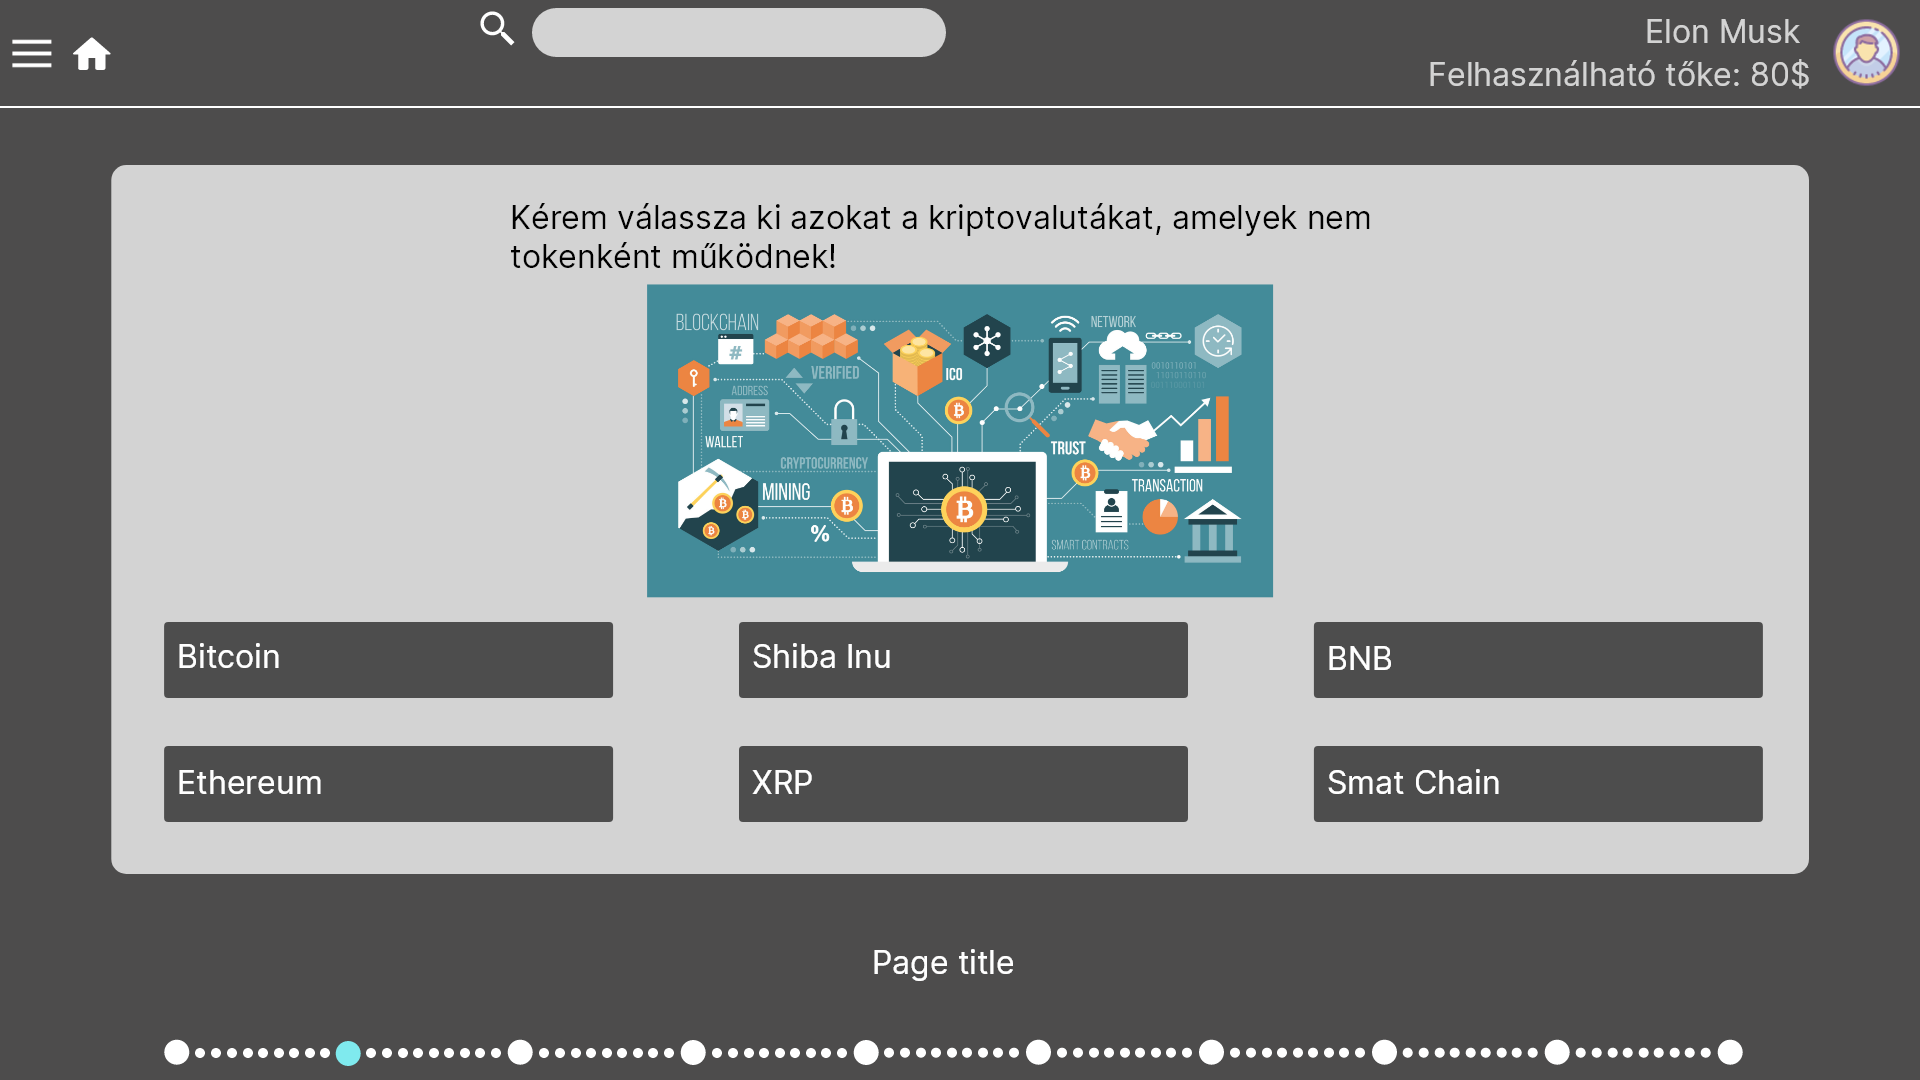 Elon Musk
Felhasználható tőke: 80$
Kérem válassza ki azokat a kriptovalutákat, amelyek nem
tokenként működnek!
BLOCKCHAIN
#
VERIFIED
ADDRESS
WALLET
ICO
NETWORK
CRYPTOCURRENCY
MINING
%
TRUST
TRANSACTION
SMART CONTRACTS
Bitcoin
Shiba Inu
BNB
Ethereum
XRP
Smat Chain
Page title